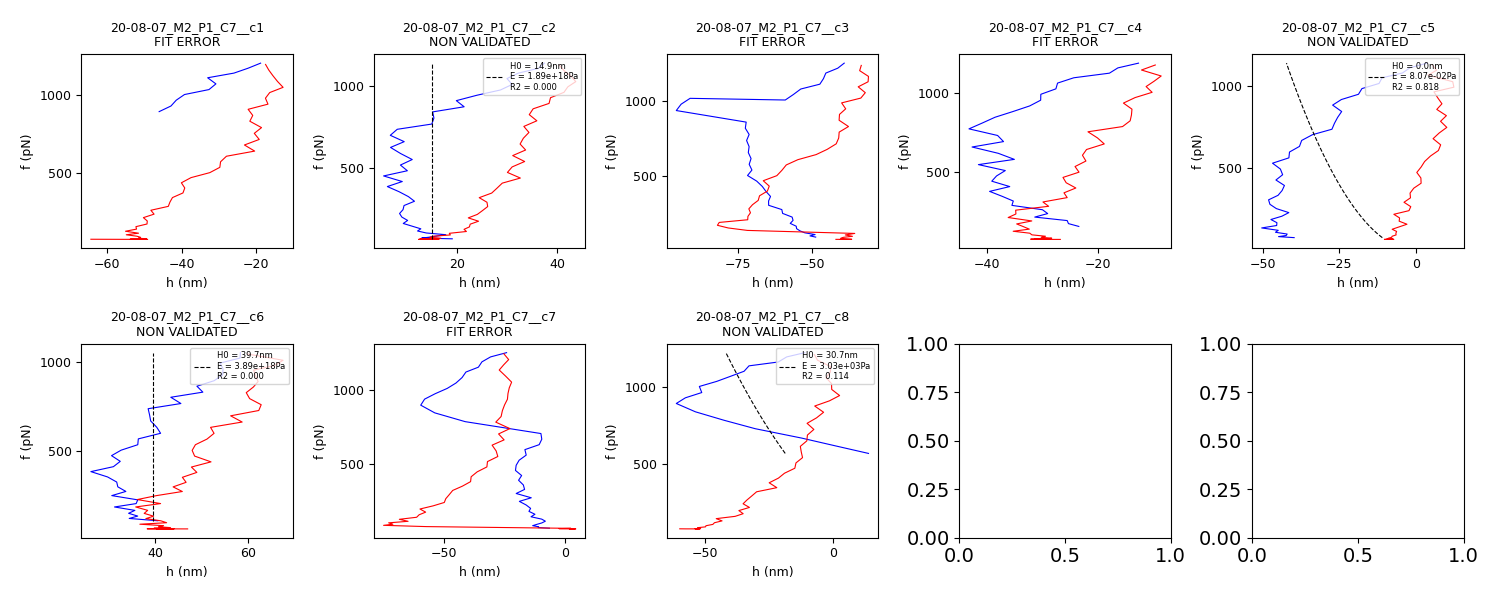 20-08-07_M2_P1_C7__c1
FIT ERROR
1000
500
f (pN)
−60
−40
−20
h (nm)
20-08-07_M2_P1_C7__c2
NON VALIDATED
H0 = 14.9nm
E = 1.89e+18Pa
R2 = 0.000
1000
500
f (pN)
20
40
h (nm)
20-08-07_M2_P1_C7__c3
FIT ERROR
1000
500
f (pN)
−75
−50
h (nm)
20-08-07_M2_P1_C7__c4
FIT ERROR
1000
500
f (pN)
−40
−20
h (nm)
20-08-07_M2_P1_C7__c5
NON VALIDATED
H0 = 0.0nm
E = 8.07e-02Pa
R2 = 0.818
1000
500
f (pN)
−50
−25
0
h (nm)
20-08-07_M2_P1_C7__c6
NON VALIDATED
H0 = 39.7nm
E = 3.89e+18Pa
R2 = 0.000
1000
500
f (pN)
40
60
h (nm)
20-08-07_M2_P1_C7__c7
FIT ERROR
1000
500
f (pN)
−50
0
h (nm)
20-08-07_M2_P1_C7__c8
NON VALIDATED
H0 = 30.7nm
E = 3.03e+03Pa
R2 = 0.114
1000
500
f (pN)
−50
0
h (nm)
1.00
0.75
0.50
0.25
0.00
0.0
0.5
1.0
1.00
0.75
0.50
0.25
0.00
0.0
0.5
1.0